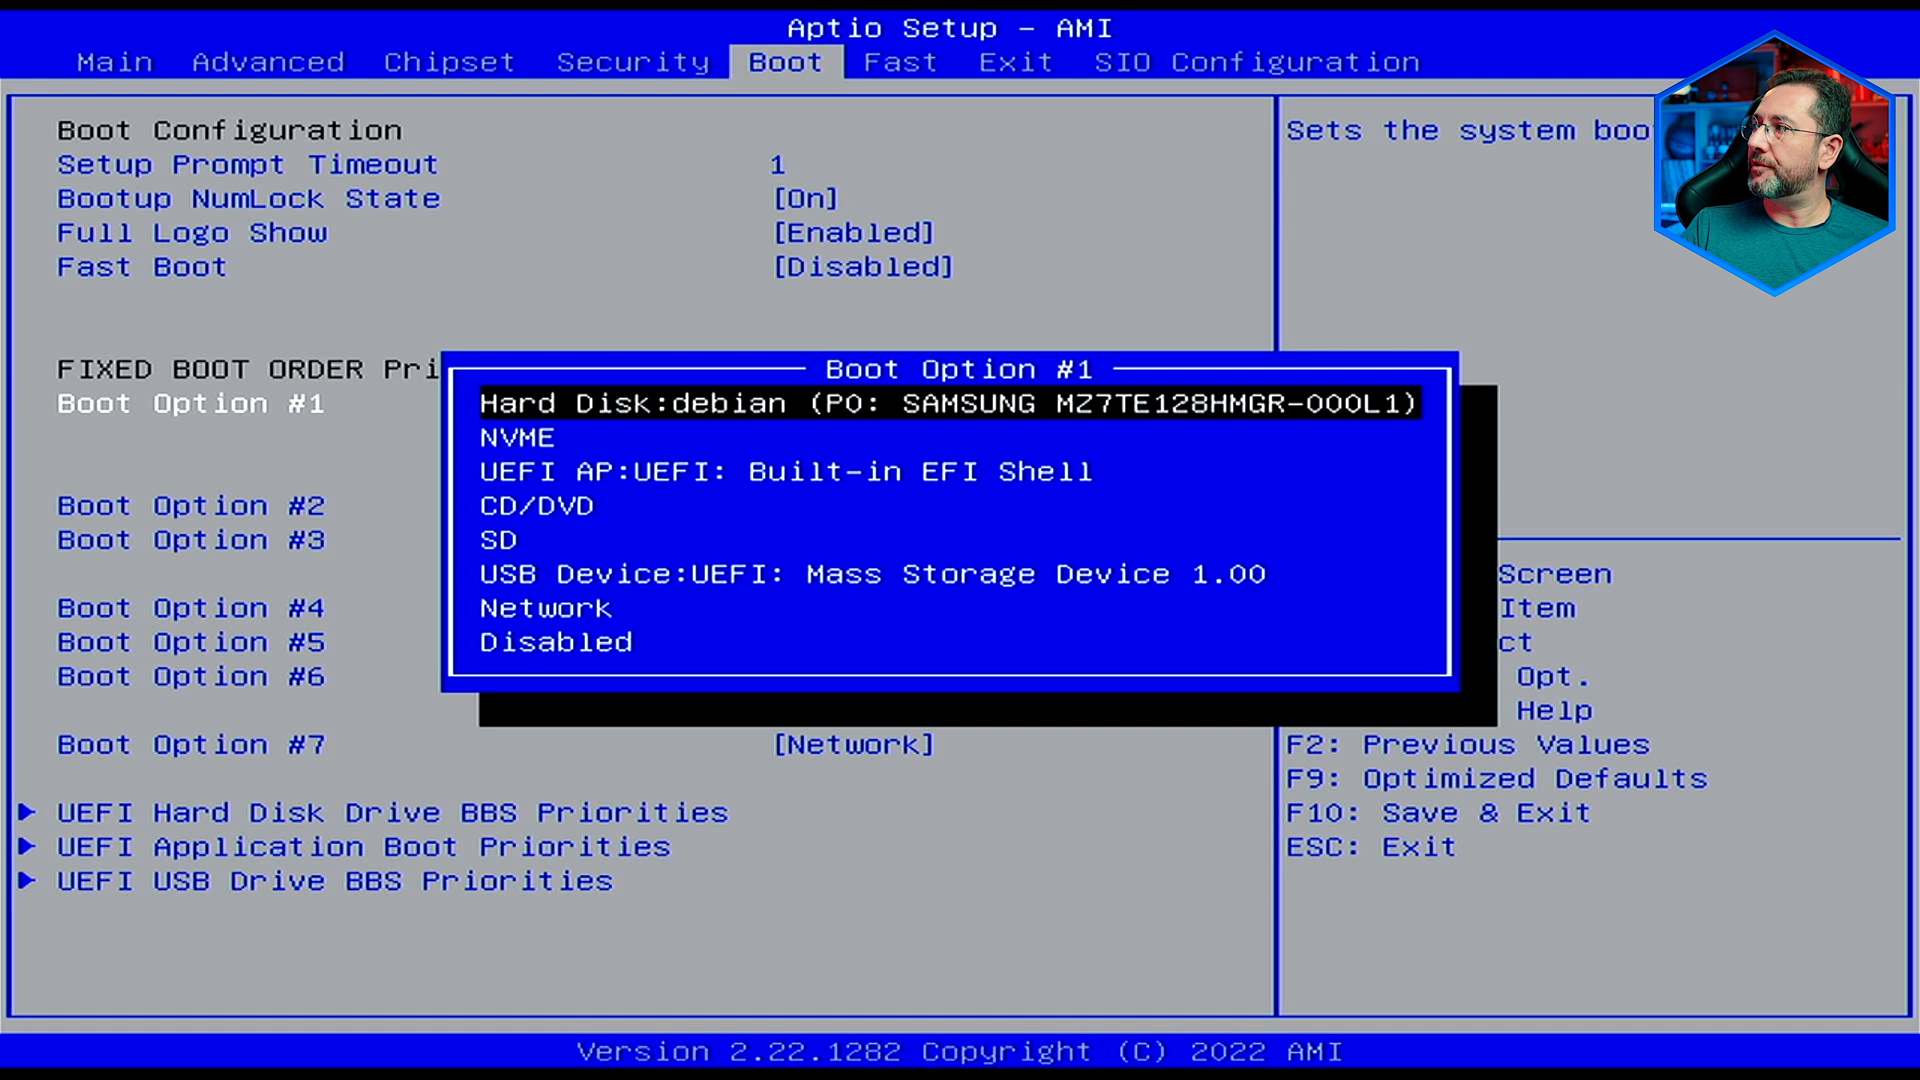 Aptio Setup – AMI
Main Advanced Chipset Security Boot Fast Exit SIO Configuration
Boot Configuration
Setup Prompt Timeout 1
Bootup NumLock State [On]
Full Logo Show [Enabled]
Fast Boot [Disabled]
FIXED BOOT ORDER Pri
Boot Option #1
Boot Option #2
Boot Option #3
Boot Option #4
Boot Option #5
Boot Option #6
Boot Option #7 [Network]
UEFI Hard Disk Drive BBS Priorities
UEFI Application Boot Priorities
UEFI USB Drive BBS Priorities
Boot Option #1
Hard Disk:debian (P0: SAMSUNG MZ7TE128HMGR-000L1)
NVME
UEFI AP:UEFI: Built-in EFI Shell
CD/DVD
SD
USB Device:UEFI: Mass Storage Device 1.00
Network
Disabled
Sets the system boo
Screen
Item
ct
Opt.
Help
F2: Previous Values
F9: Optimized Defaults
F10: Save & Exit
ESC: Exit
Version 2.22.1282 Copyright (C) 2022 AMI